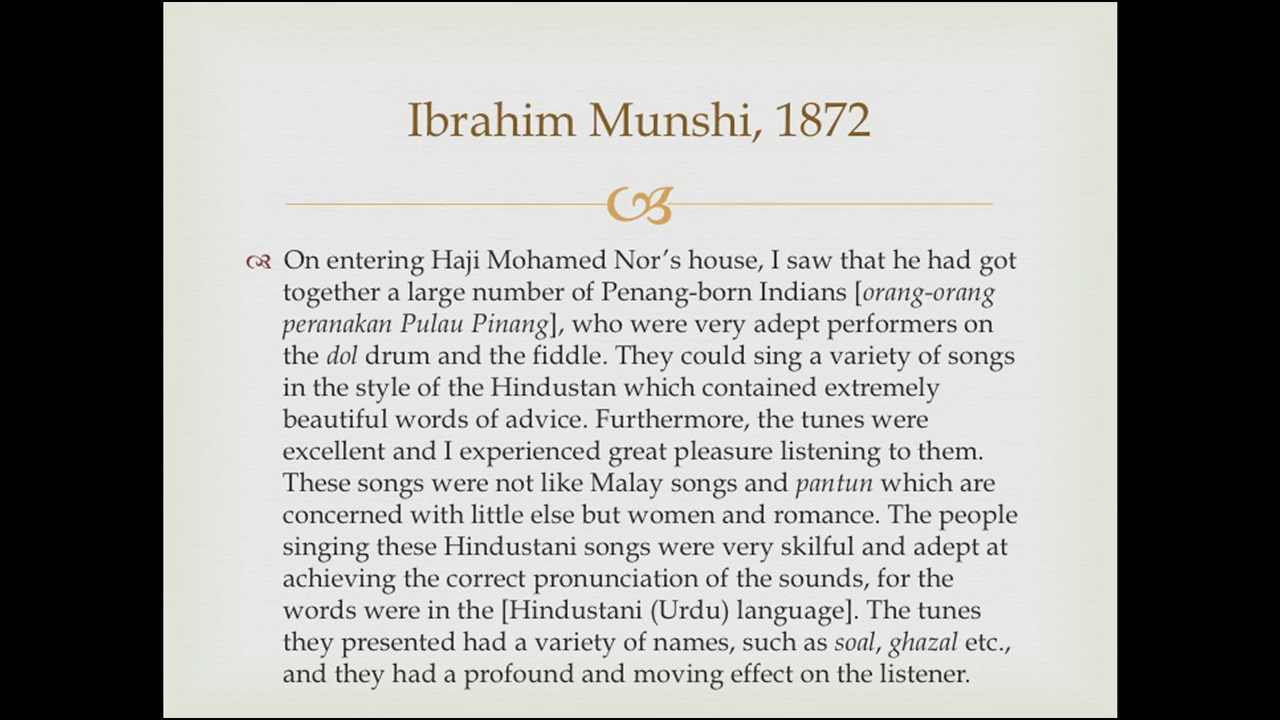 Ibrahim Munshi, 1872
On entering Haji Mohamed Nor’s house, I saw that he had got
together a large number of Penang-born Indians [orang-orang
peranakan Pulau Pinang], who were very adept performers on
the dol drum and the fiddle. They could sing a variety of songs
in the style of the Hindustan which contained extremely
beautiful words of advice. Furthermore, the tunes were
excellent and I experienced great pleasure listening to them.
These songs were not like Malay songs and pantun which are
concerned with little else but women and romance. The people
singing these Hindustani songs were very skilful and adept at
achieving the correct pronunciation of the sounds, for the
words were in the [Hindustani (Urdu) language]. The tunes
they presented had a variety of names, such as soal, ghazal etc.,
and they had a profound and moving effect on the listener.